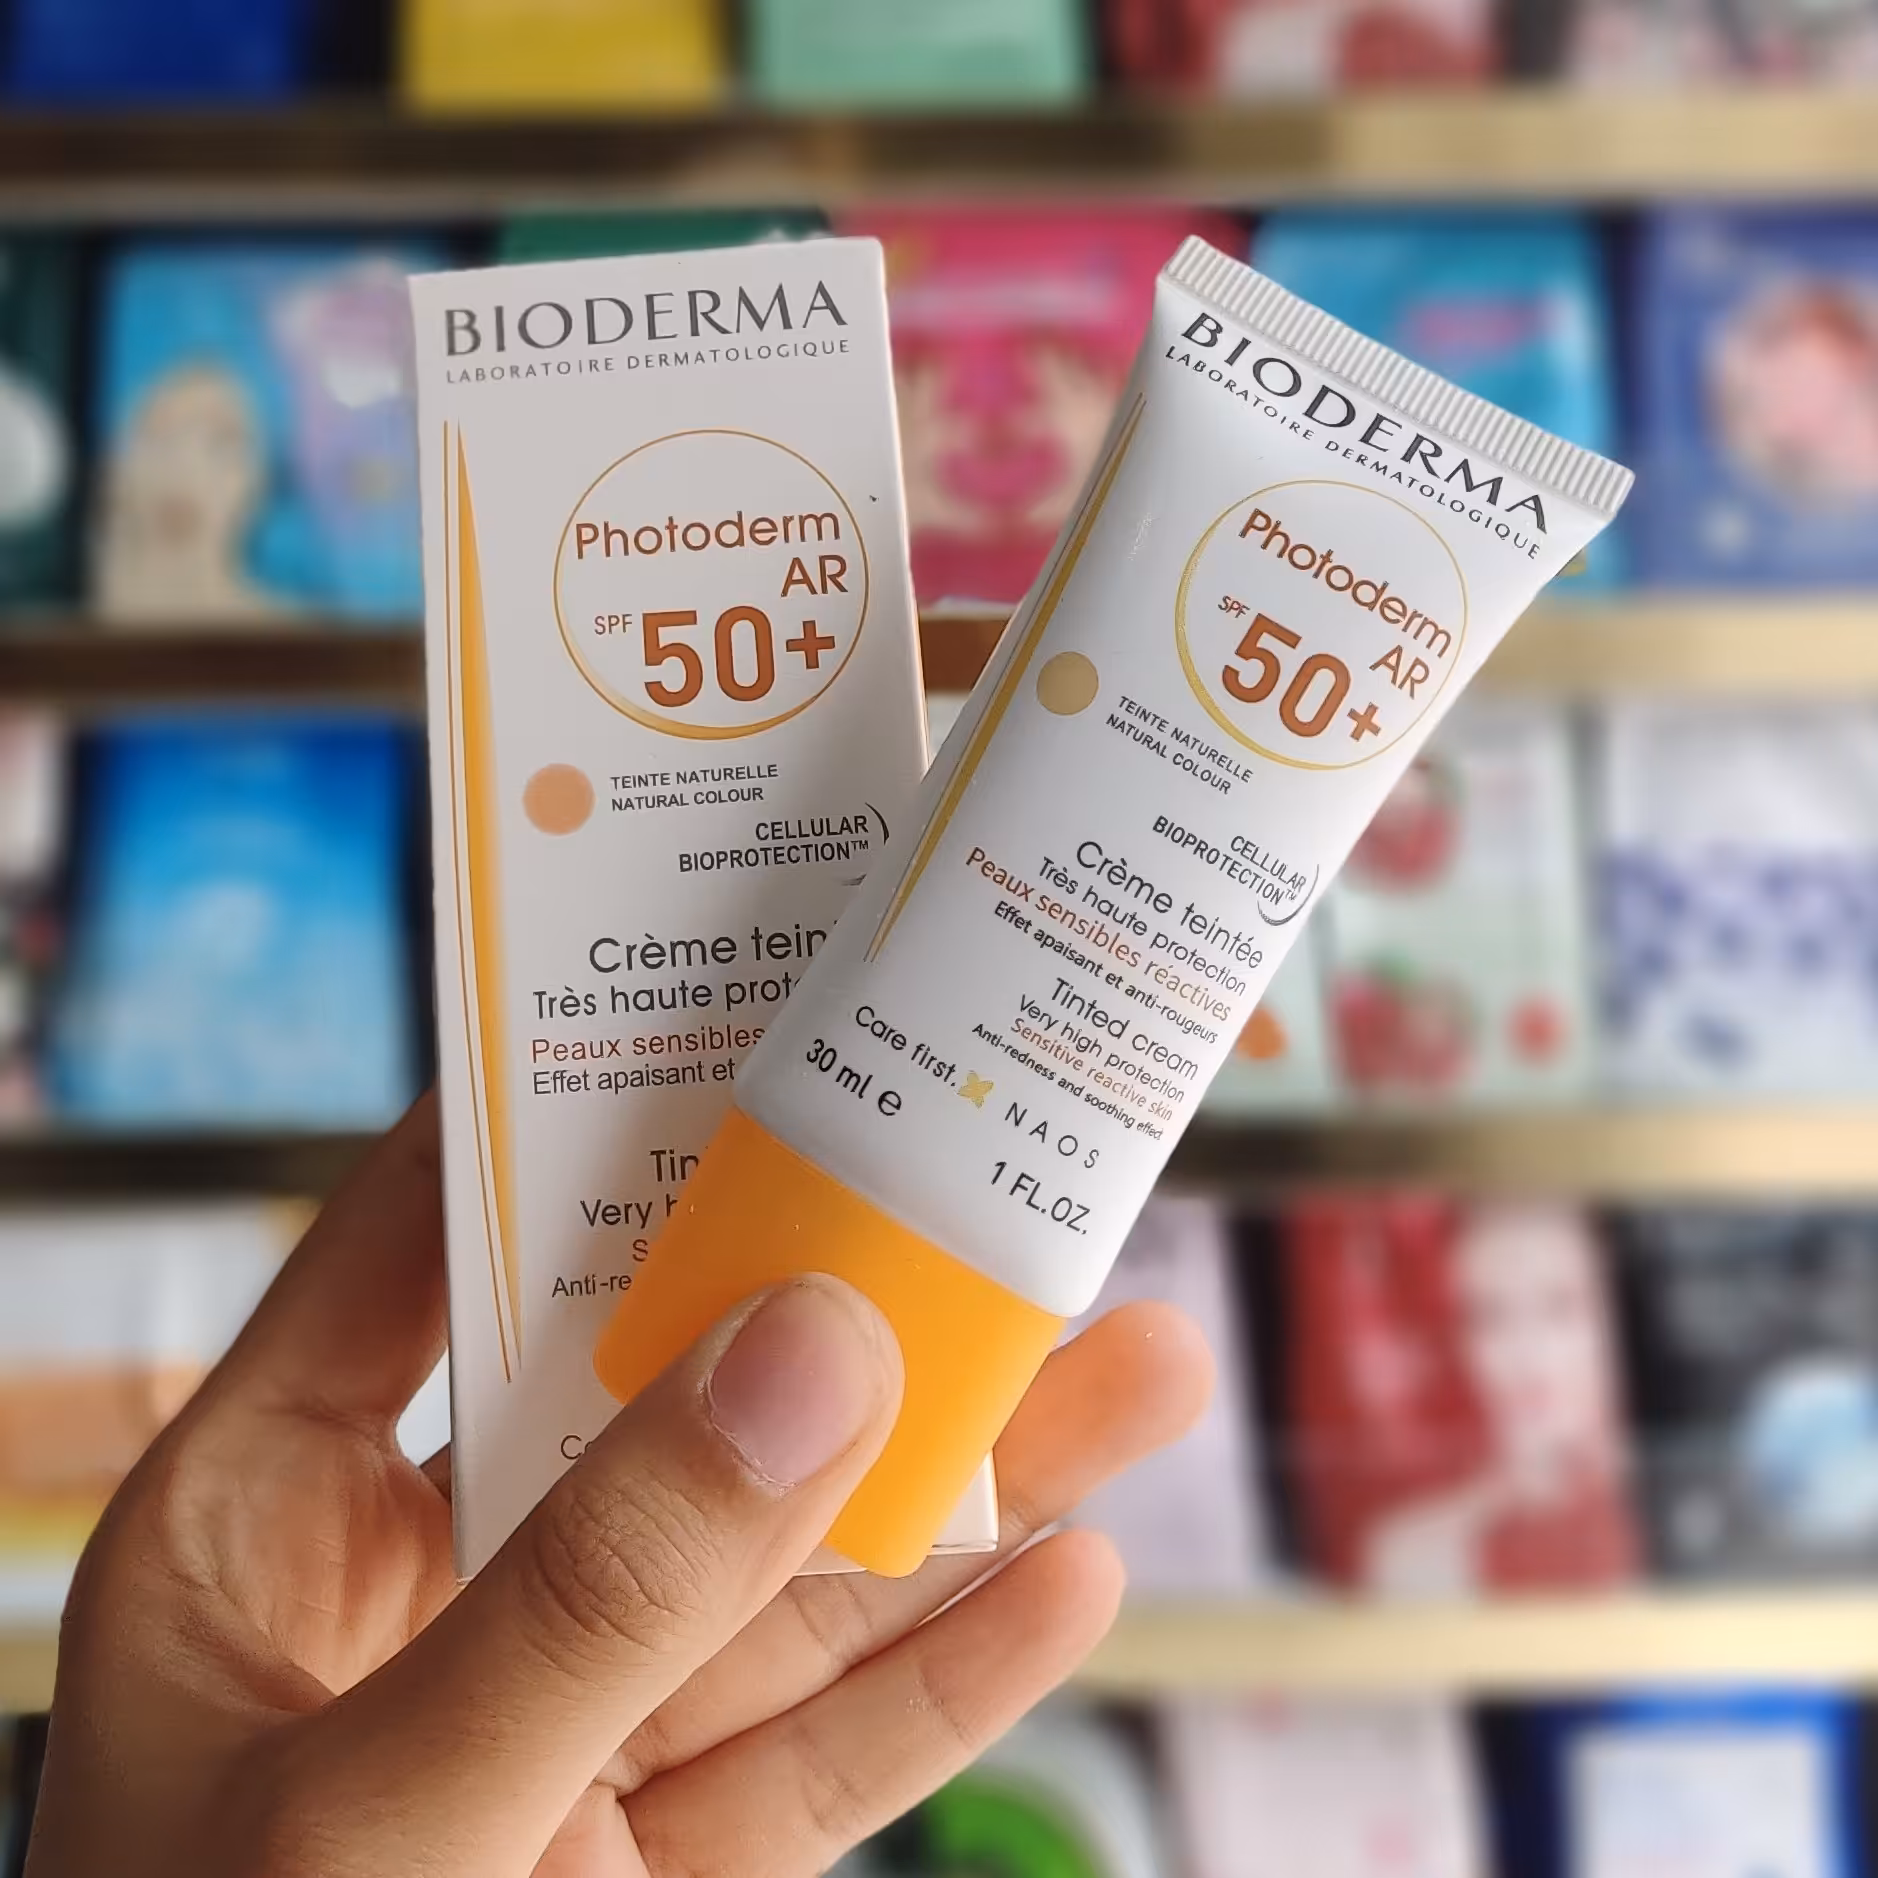 BIODERMA
LABORATOIRE DERMATOLOGIQUE
Photoderm
AR
SPF 50+
TEINTE NATURELLE
NATURAL COLOUR
CELLULAR
BIOPROTECTION™
Crème tein
Très haute prot
Peaux sensibles
Effet apaisant et
Tin
Very h
S
Anti-re
C
BIODERMA
LABORATOIRE DERMATOLOGIQUE
Photoderm
AR
SPF 50+
TEINTE NATURELLE
NATURAL COLOUR
CELLULAR
BIOPROTECTION™
Crème teintée
Très haute protection
Peaux sensibles réactives
Effet apaisant et anti-rougeurs
Tinted cream
Very high protection
Sensitive reactive skin
Anti-redness and soothing effect
Care first. NAOS
30 ml e 1 FL.OZ.